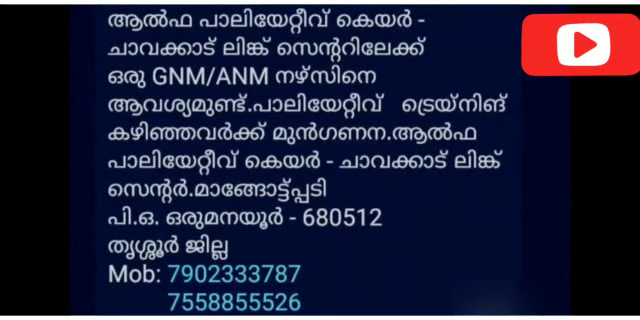 ആൽഫ പാലിയേറ്റീവ് കെയർ -
ചാവക്കാട് ലിങ്ക് സെന്ററിലേക്ക്
ഒരു GNM/ANM നഴ്സിനെ
ആവശ്യമുണ്ട്.പാലിയേറ്റീവ് ട്രെയ്നിങ്
കഴിഞ്ഞവർക്ക് മുൻഗണന.ആൽഫ
പാലിയേറ്റീവ് കെയർ - ചാവക്കാട് ലിങ്ക്
സെന്റർ.മാങ്ങോട്ട്പ്പടി
പി.ഒ. ഒരുമനയൂർ - 680512
തൃശ്ശൂർ ജില്ല
Mob: 7902333787
7558855526